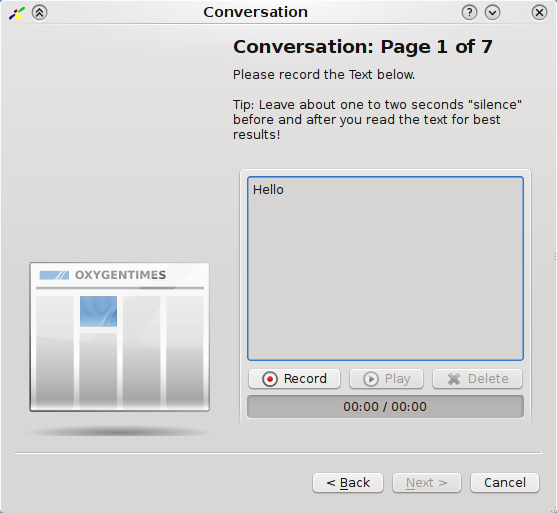 Conversation
Conversation: Page 1 of 7
Please record the Text below.
Tip: Leave about one to two seconds "silence"
before and after you read the text for best
results!
Hello
OXYGENTIMES
Record
Play
Delete
00:00 / 00:00
< Back
Next >
Cancel